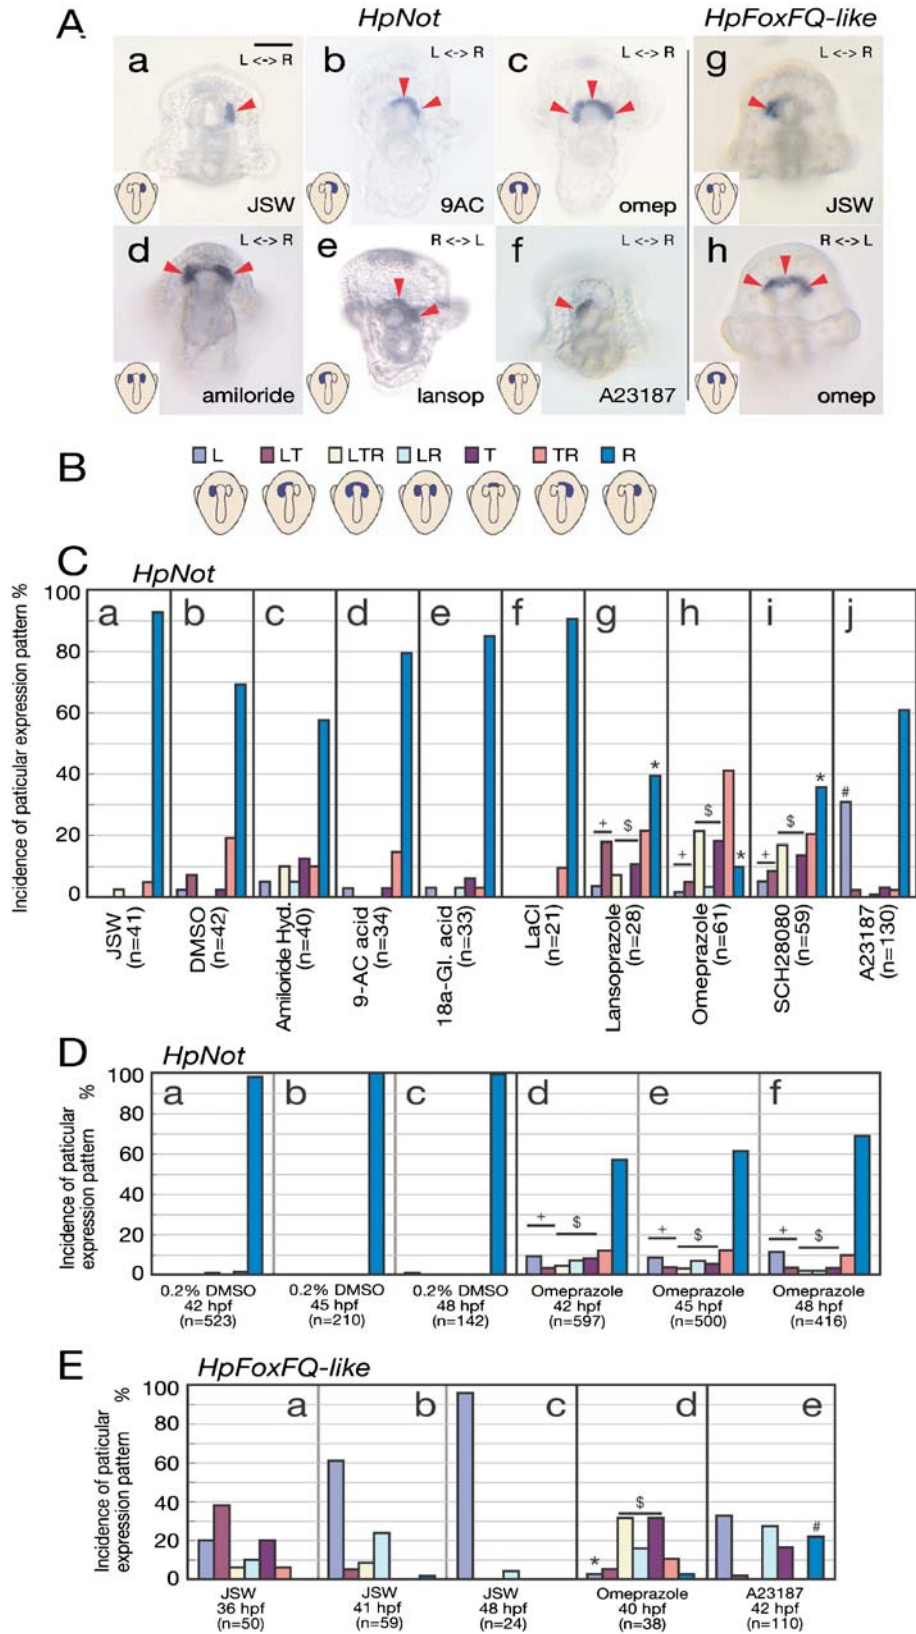 A
HpNot
HpFoxFQ-like
a
L <-> R
JSW
b
L <-> R
9AC
c
L <-> R
omep
g
L <-> R
JSW
d
L <-> R
amiloride
e
R <-> L
lansop
f
L <-> R
A23187
h
R <-> L
omep
B
L
LT
LTR
LR
T
TR
R
C
HpNot
Incidence of paticular expression pattern %
100
80
60
40
20
0
a
b
c
d
e
f
g
h
i
j
+
$
*
+
$
*
+
$
*
#
JSW
(n=41)
DMSO
(n=42)
Amiloride Hyd.
(n=40)
9-AC acid
(n=34)
18a-Gl. acid
(n=33)
LaCl
(n=21)
Lansoprazole
(n=28)
Omeprazole
(n=61)
SCH28080
(n=59)
A23187
(n=130)
D
HpNot
Incidence of paticular
expression pattern
%
100
80
60
40
20
0
a
b
c
d
e
f
+
$
+
$
+
$
0.2% DMSO
42 hpf
(n=523)
0.2% DMSO
45 hpf
(n=210)
0.2% DMSO
48 hpf
(n=142)
Omeprazole
42 hpf
(n=597)
Omeprazole
45 hpf
(n=500)
Omeprazole
48 hpf
(n=416)
E
HpFoxFQ-like
Incidence of paticular
expression pattern
%
100
80
60
40
20
0
a
b
c
d
e
*
$
#
JSW
36 hpf
(n=50)
JSW
41 hpf
(n=59)
JSW
48 hpf
(n=24)
Omeprazole
40 hpf
(n=38)
A23187
42 hpf
(n=110)